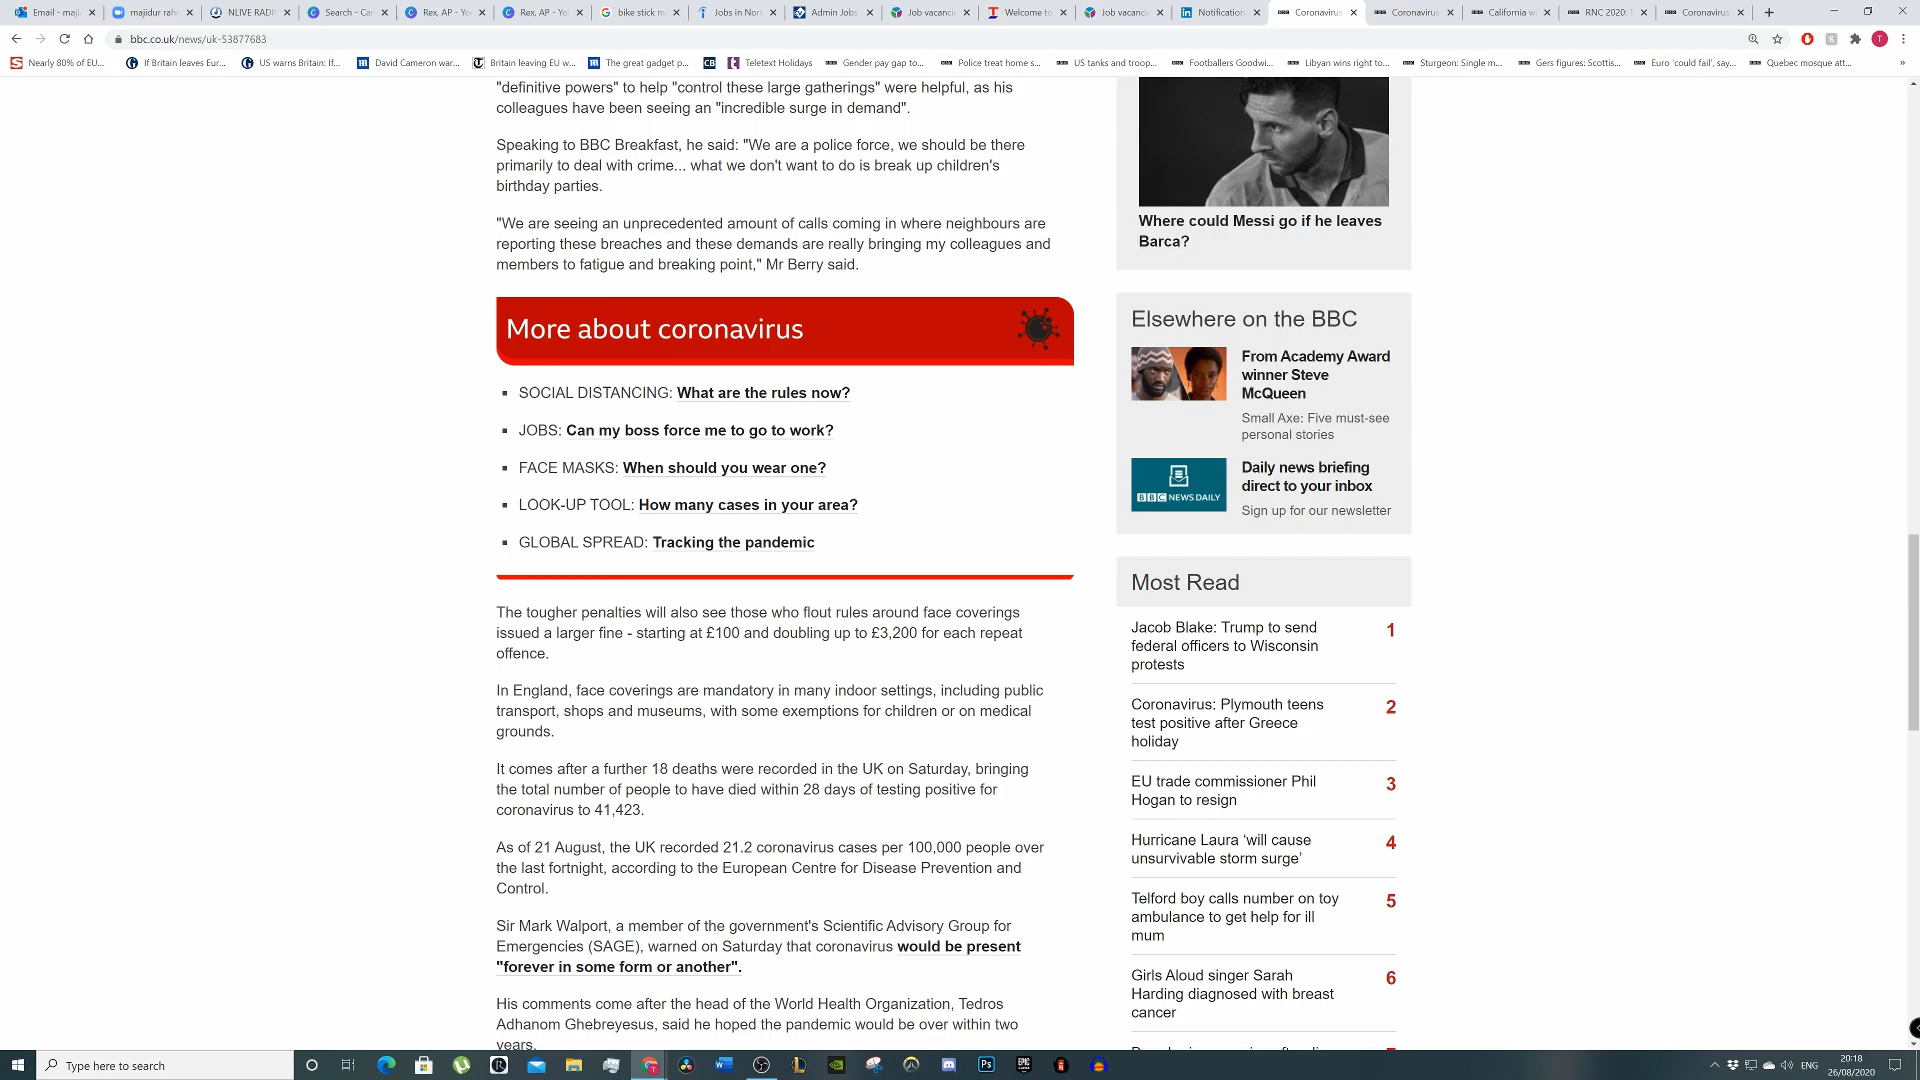 Email - maji
majidur rah
NLIVE RADI
Search - Ca
Rex, AP - Yo
Rex, AP - Yo
bike stick m
Jobs in Nort
Admin Jobs
Job vacanci
Welcome to
Job vacanci
Notification
Coronavirus
Coronavirus
California w
RNC 2020:
Coronavirus
bbc.co.uk/news/uk-53877683
Nearly 80% of EU...
If Britain leaves Eur...
US warns Britain: If...
David Cameron war...
Britain leaving EU w...
The great gadget p...
CB
Teletext Holidays
Gender pay gap to...
Police treat home s...
US tanks and troop...
Footballers Goodwi...
Libyan wins right to...
Sturgeon: Single m...
Gers figures: Scottis...
Euro 'could fail', say...
Quebec mosque att...
"definitive powers" to help "control these large gatherings" were helpful, as his
colleagues have been seeing an "incredible surge in demand".
Speaking to BBC Breakfast, he said: "We are a police force, we should be there
primarily to deal with crime... what we don't want to do is break up children's
birthday parties.
"We are seeing an unprecedented amount of calls coming in where neighbours are
reporting these breaches and these demands are really bringing my colleagues and
members to fatigue and breaking point," Mr Berry said.
More about coronavirus
SOCIAL DISTANCING: What are the rules now?
JOBS: Can my boss force me to go to work?
FACE MASKS: When should you wear one?
LOOK-UP TOOL: How many cases in your area?
GLOBAL SPREAD: Tracking the pandemic
The tougher penalties will also see those who flout rules around face coverings
issued a larger fine - starting at £100 and doubling up to £3,200 for each repeat
offence.
In England, face coverings are mandatory in many indoor settings, including public
transport, shops and museums, with some exemptions for children or on medical
grounds.
It comes after a further 18 deaths were recorded in the UK on Saturday, bringing
the total number of people to have died within 28 days of testing positive for
coronavirus to 41,423.
As of 21 August, the UK recorded 21.2 coronavirus cases per 100,000 people over
the last fortnight, according to the European Centre for Disease Prevention and
Control.
Sir Mark Walport, a member of the government's Scientific Advisory Group for
Emergencies (SAGE), warned on Saturday that coronavirus would be present
"forever in some form or another".
His comments come after the head of the World Health Organization, Tedros
Adhanom Ghebreyesus, said he hoped the pandemic would be over within two
years.
Where could Messi go if he leaves
Barca?
Elsewhere on the BBC
From Academy Award
winner Steve
McQueen
Small Axe: Five must-see
personal stories
BBC NEWS DAILY
Daily news briefing
direct to your inbox
Sign up for our newsletter
Most Read
Jacob Blake: Trump to send
federal officers to Wisconsin
protests
1
Coronavirus: Plymouth teens
test positive after Greece
holiday
2
EU trade commissioner Phil
Hogan to resign
3
Hurricane Laura ‘will cause
unsurvivable storm surge’
4
Telford boy calls number on toy
ambulance to get help for ill
mum
5
Girls Aloud singer Sarah
Harding diagnosed with breast
cancer
6
Type here to search
ENG
20:18
26/08/2020